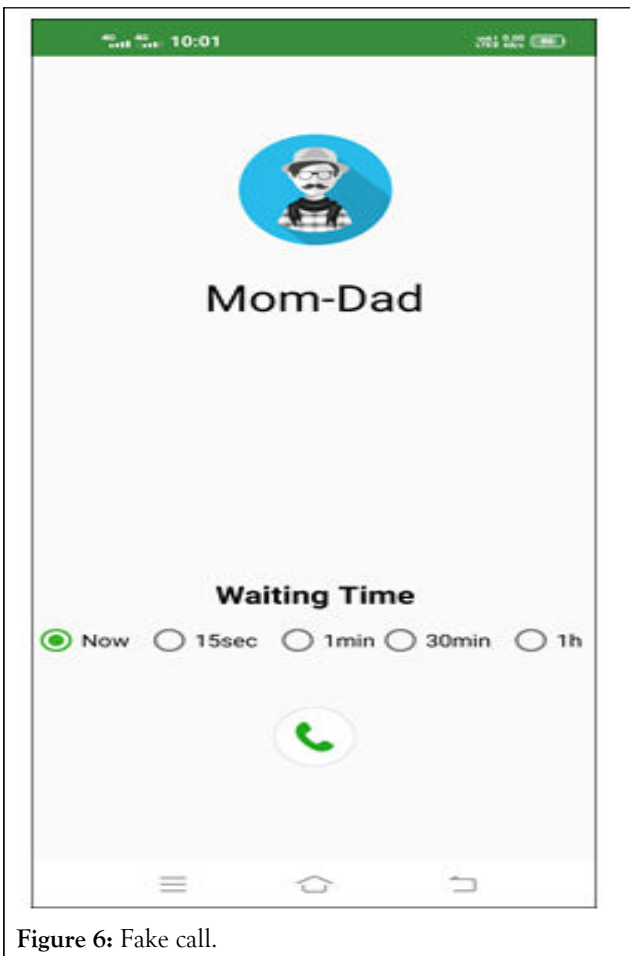 10:01
Mom-Dad
Waiting Time
Now 15sec 1min 30min 1h
Figure 6: Fake call.